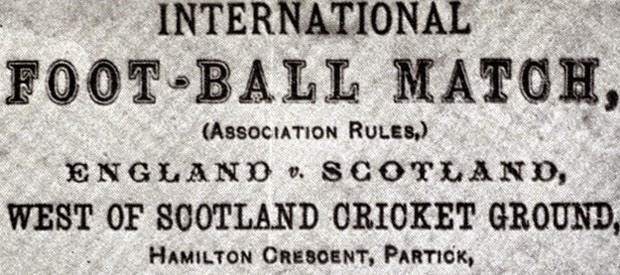 INTERNATIONAL
FOOT-BALL MATCH,
(ASSOCIATION RULES,)
ENGLAND v. SCOTLAND,
WEST OF SCOTLAND CRICKET GROUND,
HAMILTON CRESCENT, PARTICK,